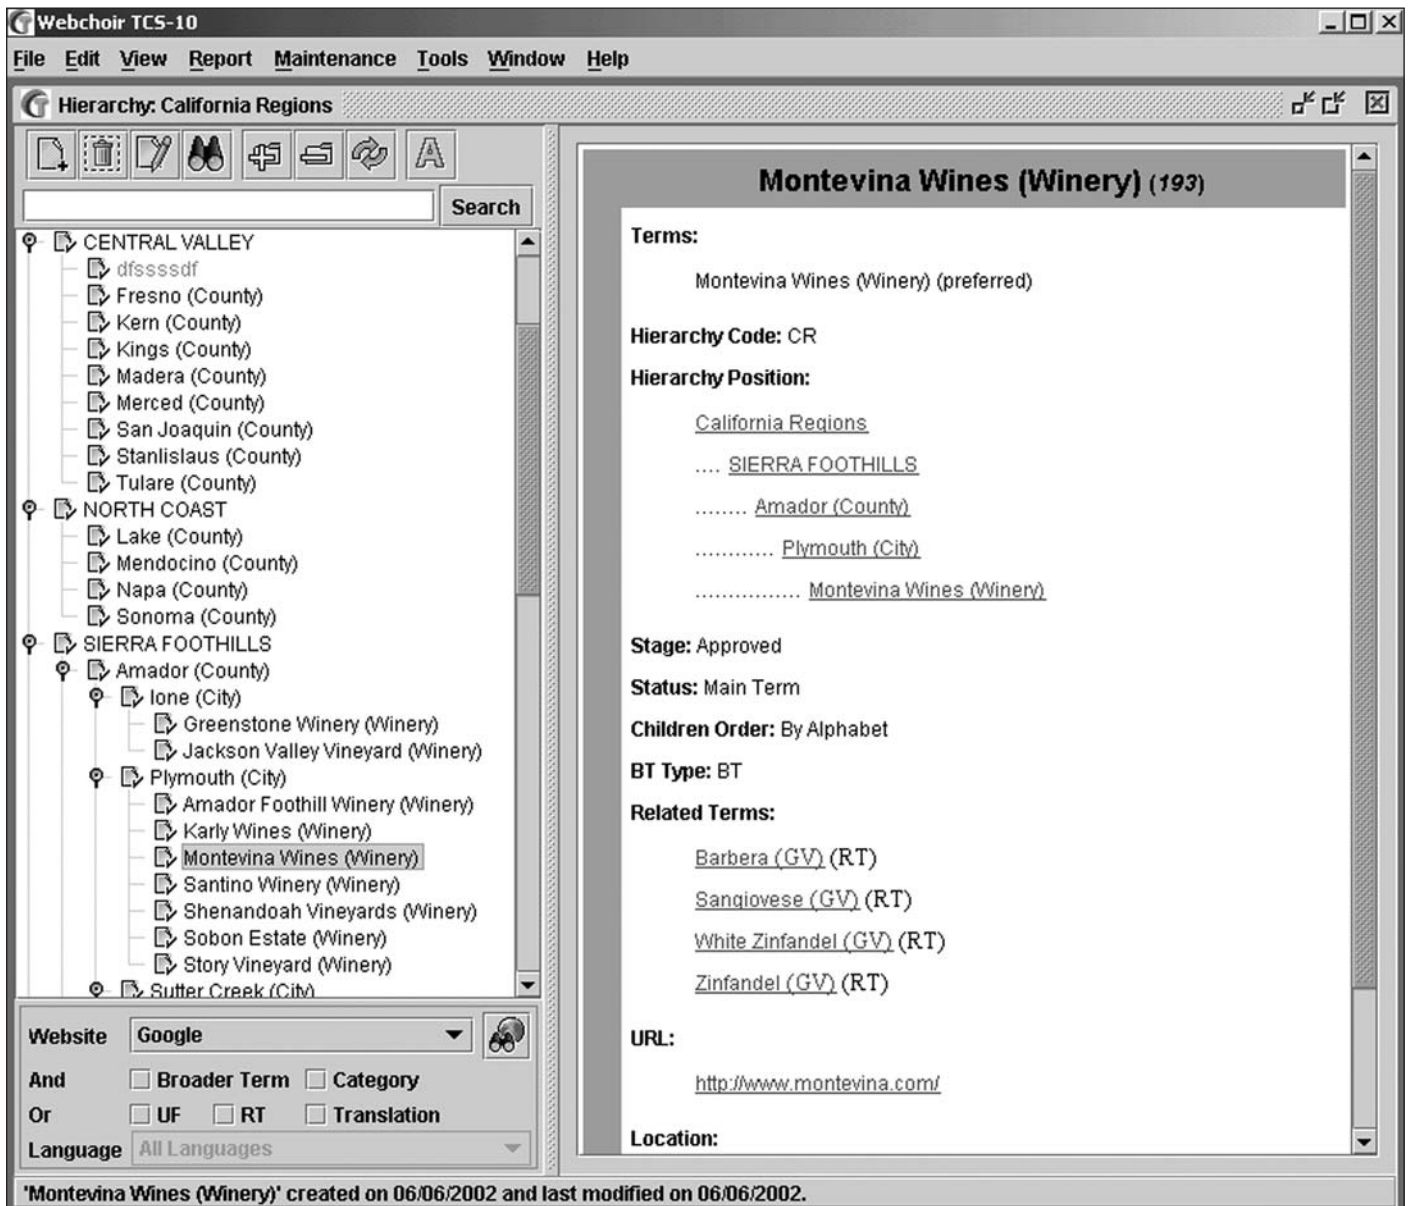 Webchoir TCS-10
File Edit View Report Maintenance Tools Window Help
Hierarchy: California Regions
Search
CENTRAL VALLEY
dfssssdf
Fresno (County)
Kern (County)
Kings (County)
Madera (County)
Merced (County)
San Joaquin (County)
Stanlislaus (County)
Tulare (County)
NORTH COAST
Lake (County)
Mendocino (County)
Napa (County)
Sonoma (County)
SIERRA FOOTHILLS
Amador (County)
Ione (City)
Greenstone Winery (Winery)
Jackson Valley Vineyard (Winery)
Plymouth (City)
Amador Foothill Winery (Winery)
Karly Wines (Winery)
Montevina Wines (Winery)
Santino Winery (Winery)
Shenandoah Vineyards (Winery)
Sobon Estate (Winery)
Story Vineyard (Winery)
Sutter Creek (City)
Website Google
And Broader Term Category
Or UF RT Translation
Language All Languages
Montevina Wines (Winery) (193)
Terms:
Montevina Wines (Winery) (preferred)
Hierarchy Code: CR
Hierarchy Position:
California Regions
.... SIERRA FOOTHILLS
........ Amador (County)
............ Plymouth (City)
................ Montevina Wines (Winery)
Stage: Approved
Status: Main Term
Children Order: By Alphabet
BT Type: BT
Related Terms:
Barbera (GV) (RT)
Sangiovese (GV) (RT)
White Zinfandel (GV) (RT)
Zinfandel (GV) (RT)
URL:
http://www.montevina.com/
Location:
'Montevina Wines (Winery)' created on 06/06/2002 and last modified on 06/06/2002.